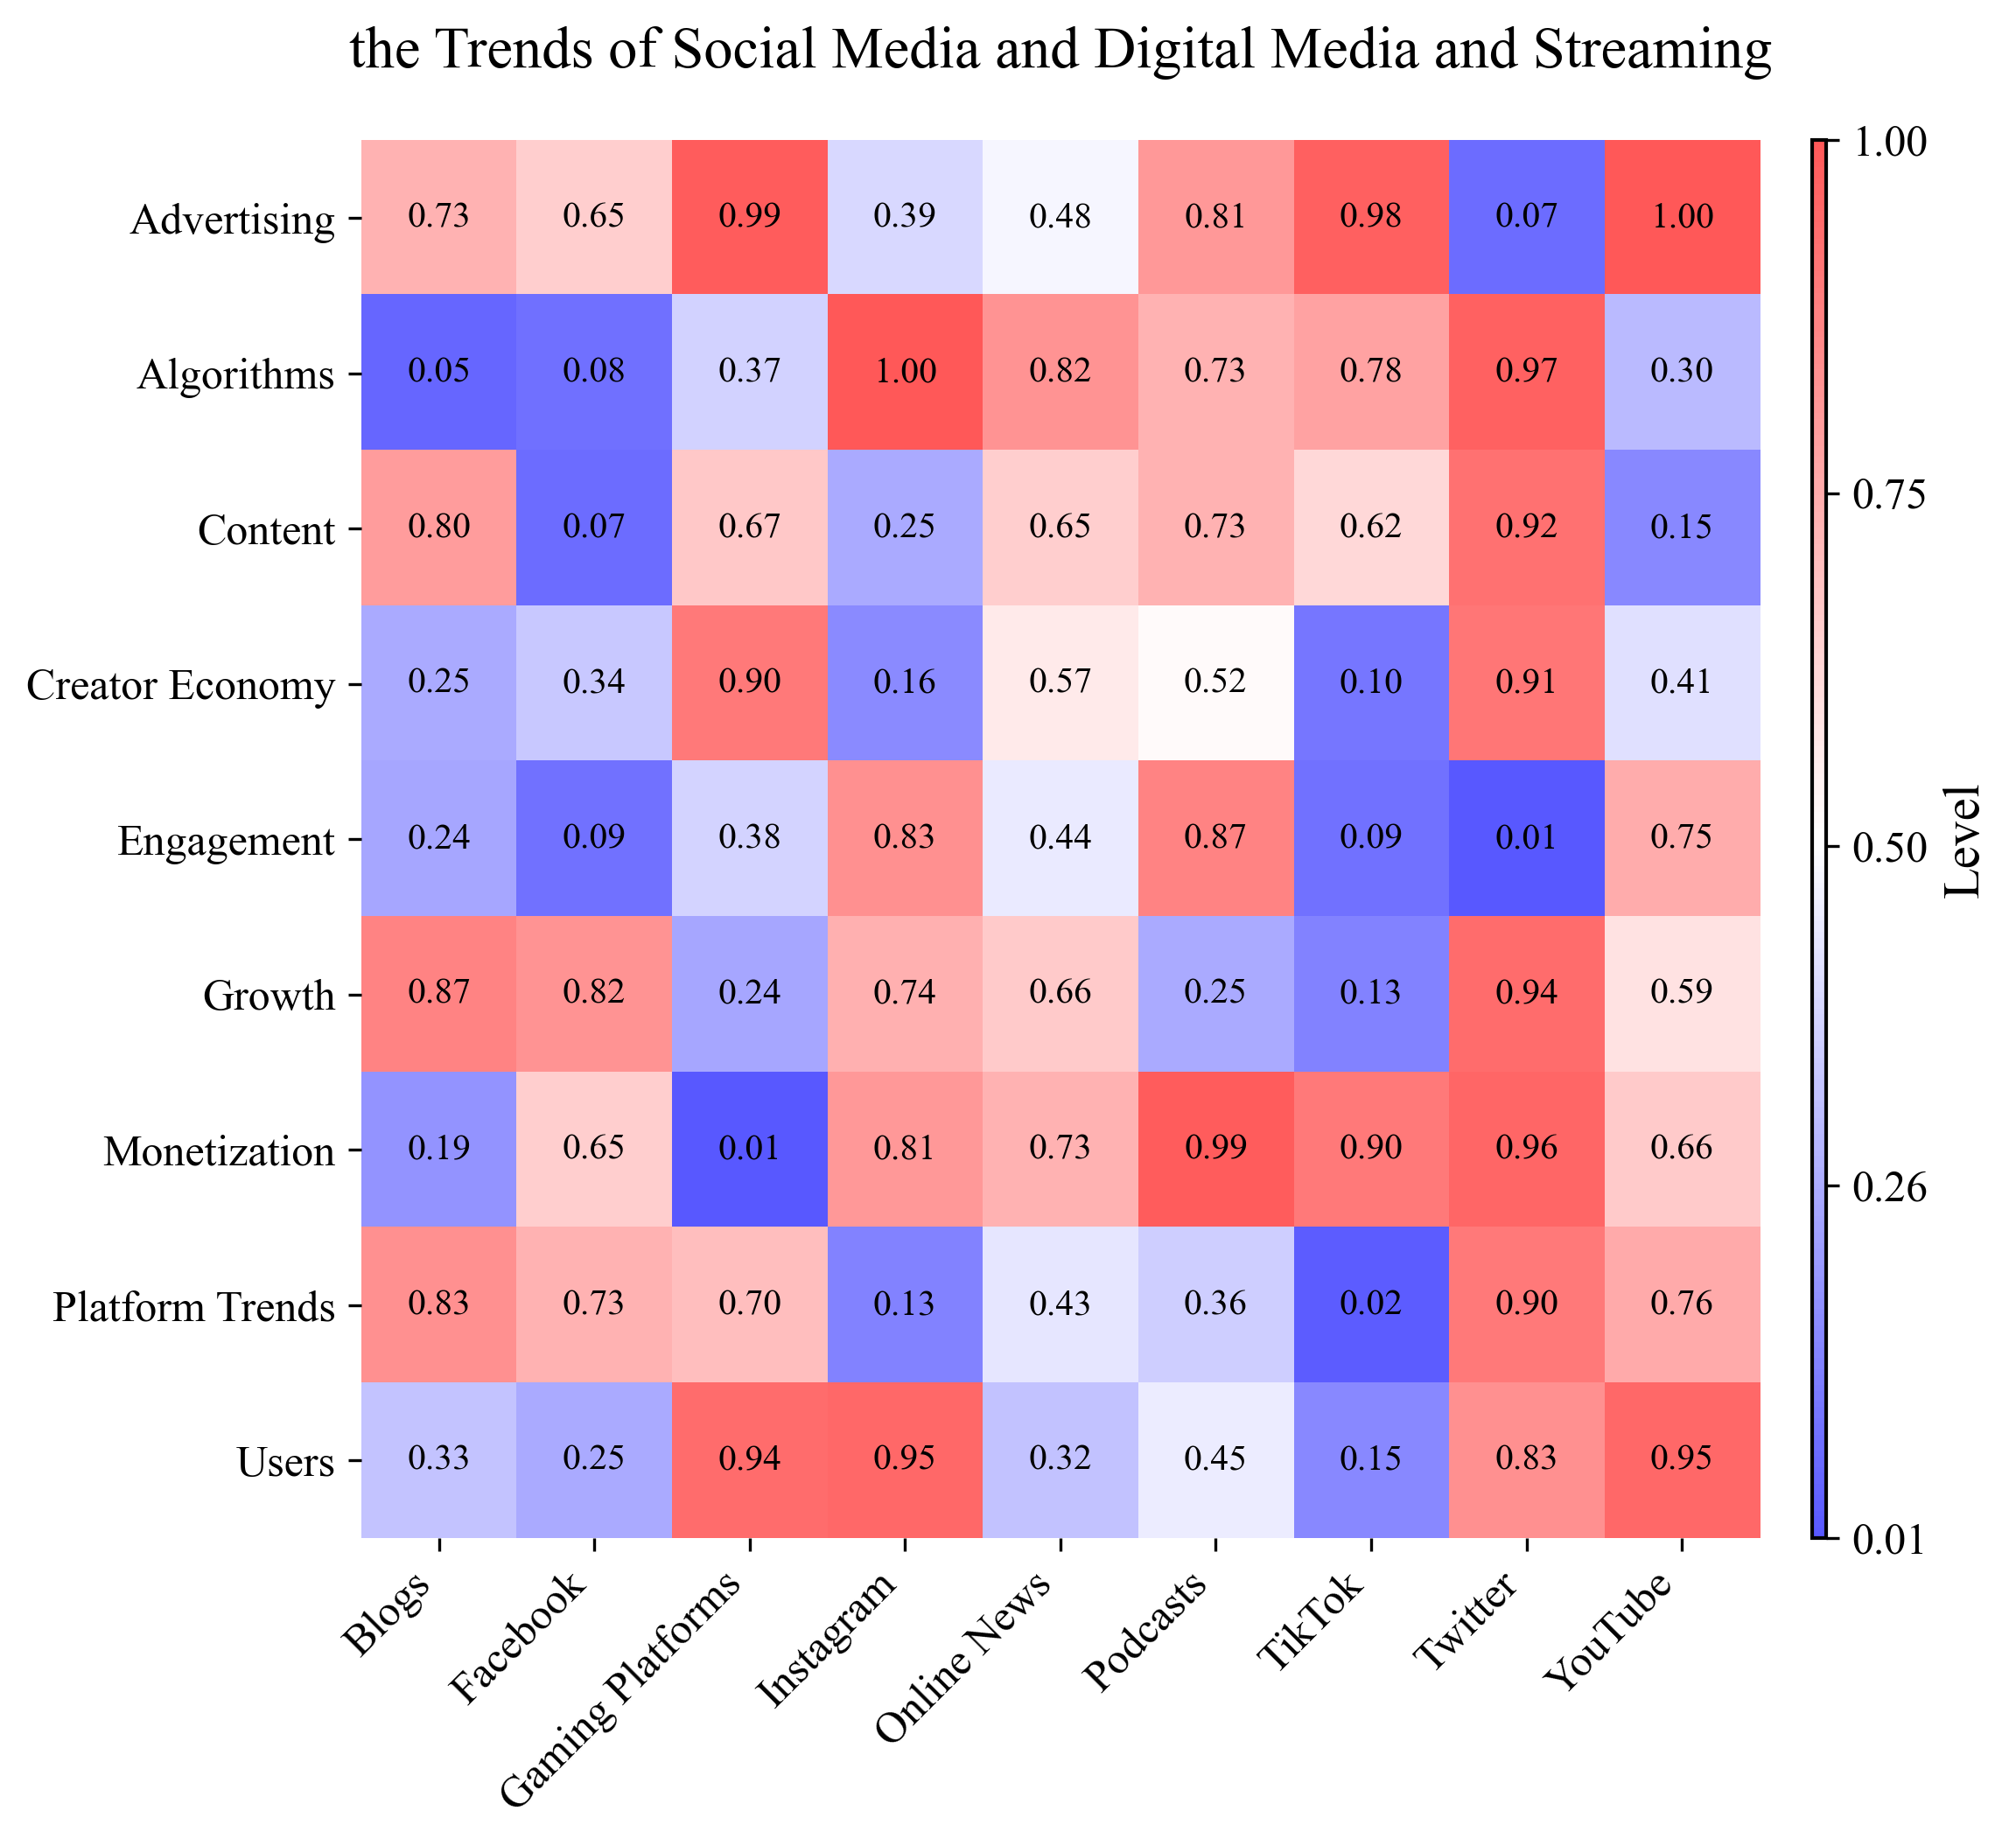 the Trends of Social Media and Digital Media and Streaming
Advertising 0.73 0.65 0.99 0.39 0.48 0.81 0.98 0.07 1.00
Algorithms 0.05 0.08 0.37 1.00 0.82 0.73 0.78 0.97 0.30
Content 0.80 0.07 0.67 0.25 0.65 0.73 0.62 0.92 0.15
Creator Economy 0.25 0.34 0.90 0.16 0.57 0.52 0.10 0.91 0.41
Engagement 0.24 0.09 0.38 0.83 0.44 0.87 0.09 0.01 0.75
Growth 0.87 0.82 0.24 0.74 0.66 0.25 0.13 0.94 0.59
Monetization 0.19 0.65 0.01 0.81 0.73 0.99 0.90 0.96 0.66
Platform Trends 0.83 0.73 0.70 0.13 0.43 0.36 0.02 0.90 0.76
Users 0.33 0.25 0.94 0.95 0.32 0.45 0.15 0.83 0.95
Blogs
Facebook
Gaming Platforms
Instagram
Online News
Podcasts
TikTok
Twitter
YouTube
1.00
0.75
0.50
0.26
0.01
Level